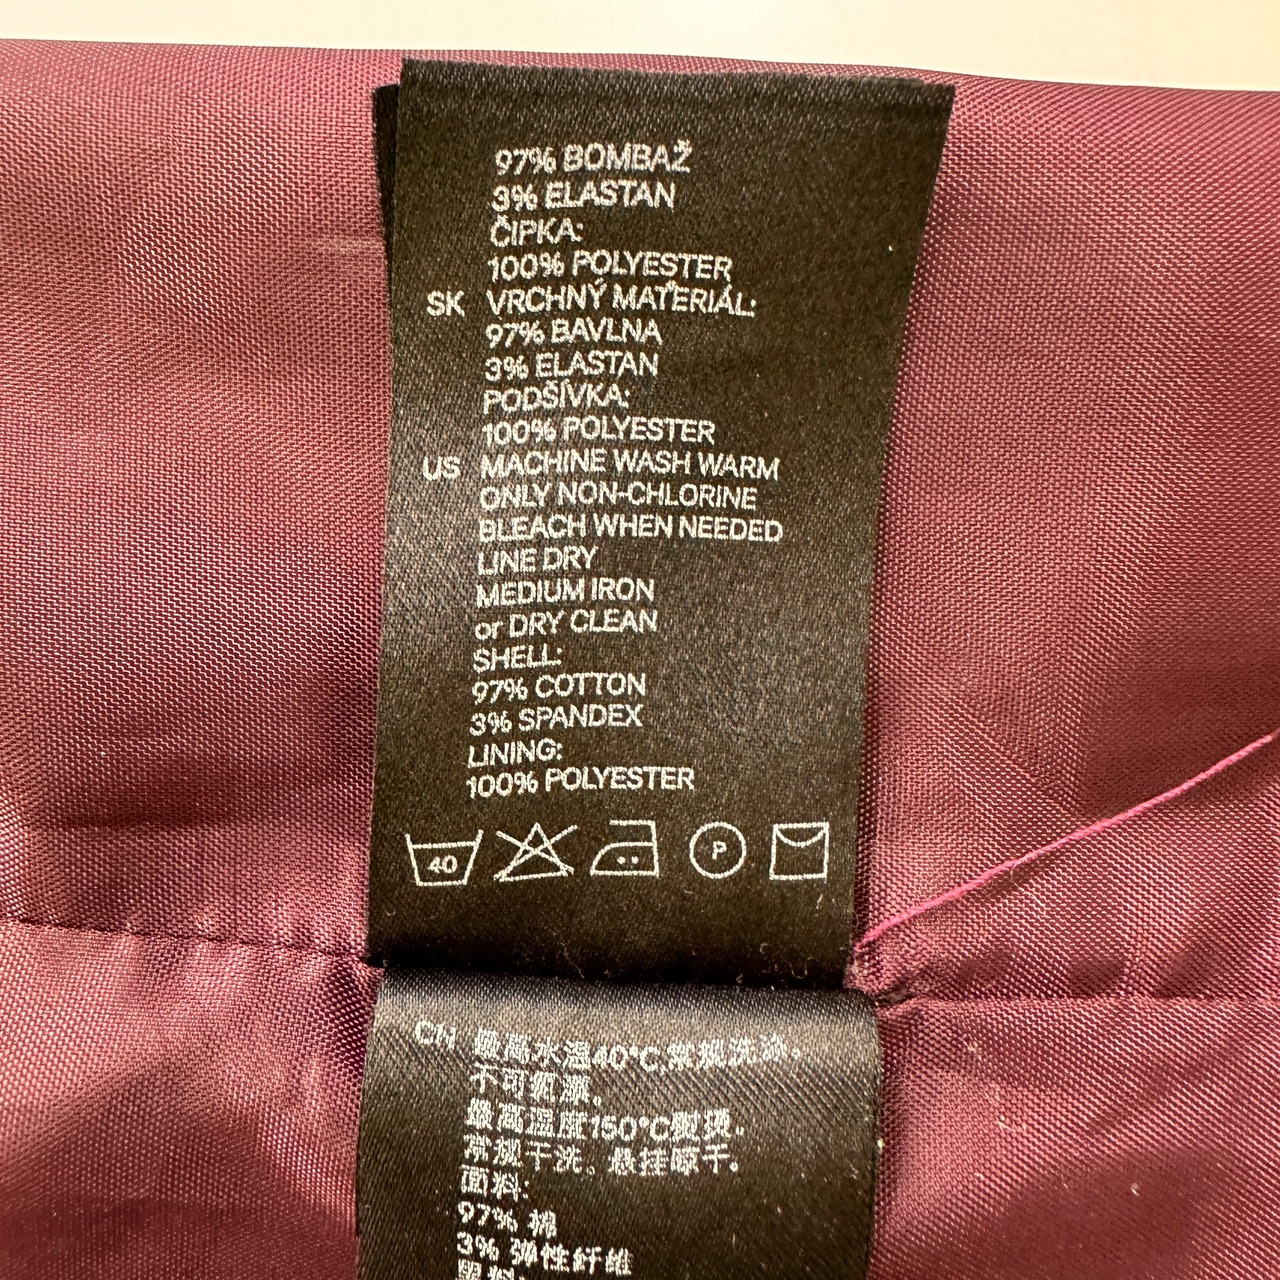 97% BOMBAŽ
3% ELASTAN
ČIPKA:
100% POLYESTER
SK VRCHNÝ MATERIÁL:
97% BAVLNA
3% ELASTAN
PODŠÍVKA:
100% POLYESTER
US MACHINE WASH WARM
ONLY NON-CHLORINE
BLEACH WHEN NEEDED
LINE DRY
MEDIUM IRON
or DRY CLEAN
SHELL:
97% COTTON
3% SPANDEX
LINING:
100% POLYESTER
40 P
CN 最高水温40°C,常规洗涤。
不可氯漂。
最高温度150°C熨烫。
常规干洗。悬挂晾干。
面料:
97% 棉
3% 弹性纤维